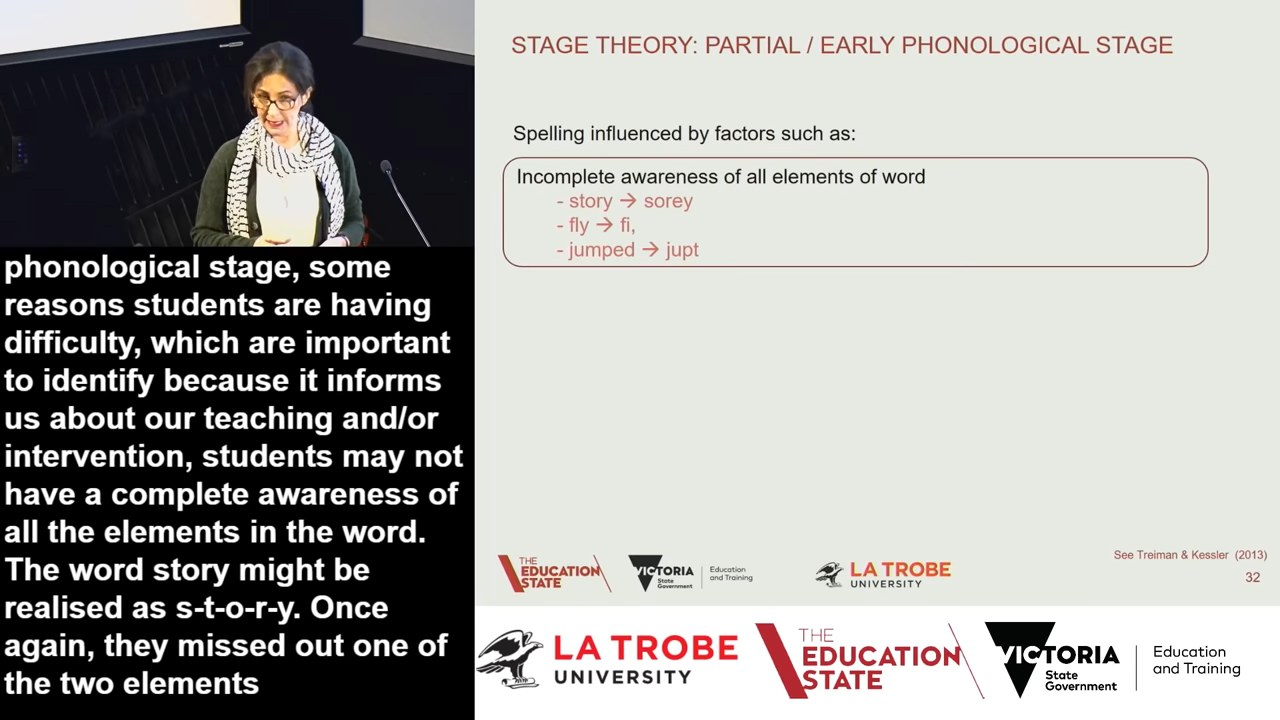 STAGE THEORY: PARTIAL / EARLY PHONOLOGICAL STAGE
Spelling influenced by factors such as:
Incomplete awareness of all elements of word
- story → sorey
- fly → fi,
- jumped → jupt
See Treiman & Kessler (2013)
32
THE
EDUCATION
STATE
VICTORIA
State
Government
Education
and Training
LA TROBE
UNIVERSITY
phonological stage, some
reasons students are having
difficulty, which are important
to identify because it informs
us about our teaching and/or
intervention, students may not
have a complete awareness of
all the elements in the word.
The word story might be
realised as s-t-o-r-y. Once
again, they missed out one of
the two elements
LA TROBE
UNIVERSITY
THE
EDUCATION
STATE
VICTORIA
State
Government
Education
and Training